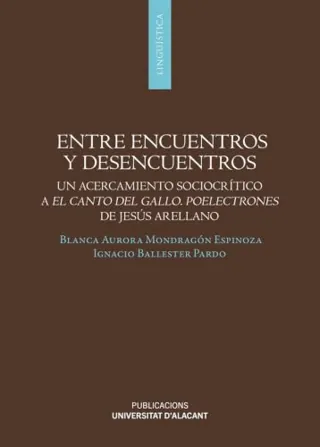 LINGÜÍSTICA
ENTRE ENCUENTROS
Y DESENCUENTROS
UN ACERCAMIENTO SOCIOCRÍTICO
A EL CANTO DEL GALLO. POELECTRONES
DE JESÚS ARELLANO
Blanca Aurora Mondragón Espinoza
Ignacio Ballester Pardo
PUBLICACIONS
UNIVERSITAT D'ALACANT